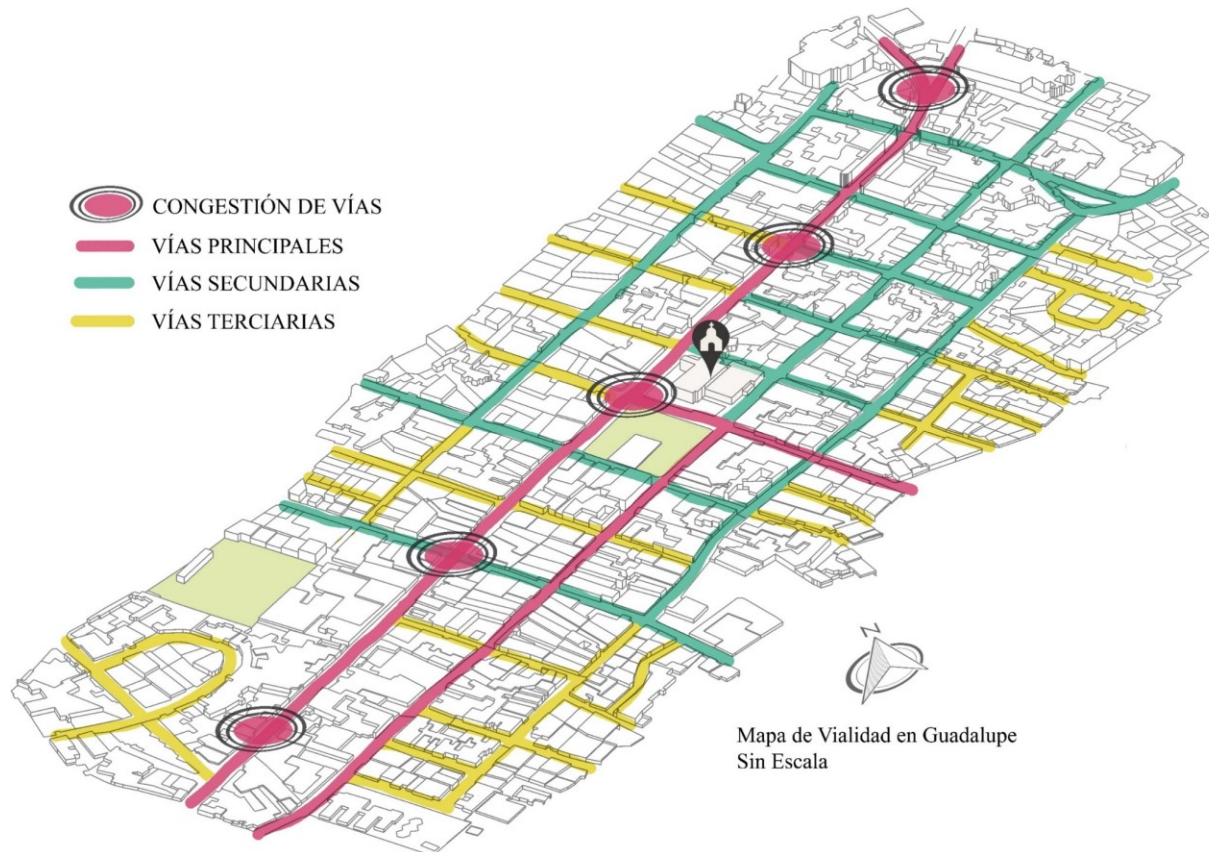 CONGESTIÓN DE VÍAS
VÍAS PRINCIPALES
VÍAS SECUNDARIAS
VÍAS TERCIARIAS
N
Mapa de Vialidad en Guadalupe
Sin Escala